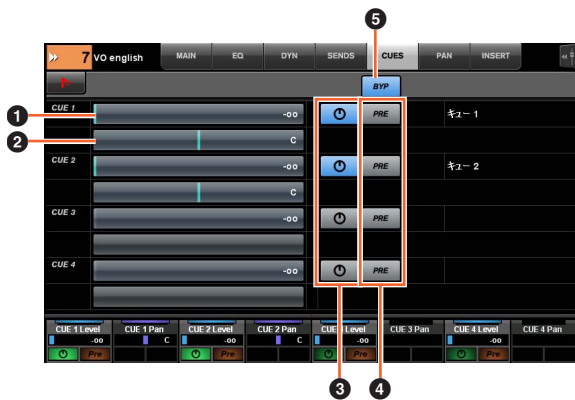 5
7 VO english MAIN EQ DYN SENDS CUES PAN INSERT
BYP
1 CUE 1 -oo PRE キュー 1
2 C
CUE 2 -oo PRE キュー 2
C
CUE 3 -oo PRE
CUE 4 -oo PRE
CUE 1 Level CUE 1 Pan CUE 2 Level CUE 2 Pan CUE 3 Pan CUE 4 Level CUE 4 Pan
-oo C -oo C -oo -oo
Pre Pre Pre Pre
3 4